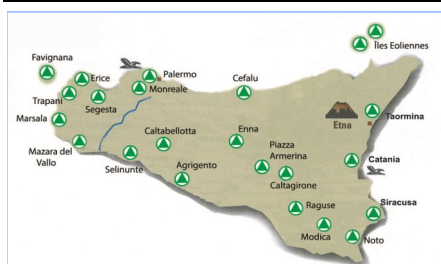 Îles Eoliennes
Favignana
Erice
Palermo
Monreale
Cefalu
Trapani
Segesta
Etna
Taormina
Marsala
Caltabellotta
Enna
Mazara del
Vallo
Piazza
Armerina
Catania
Selinunte
Agrigento
Caltagirone
Raguse
Siracusa
Modica
Noto